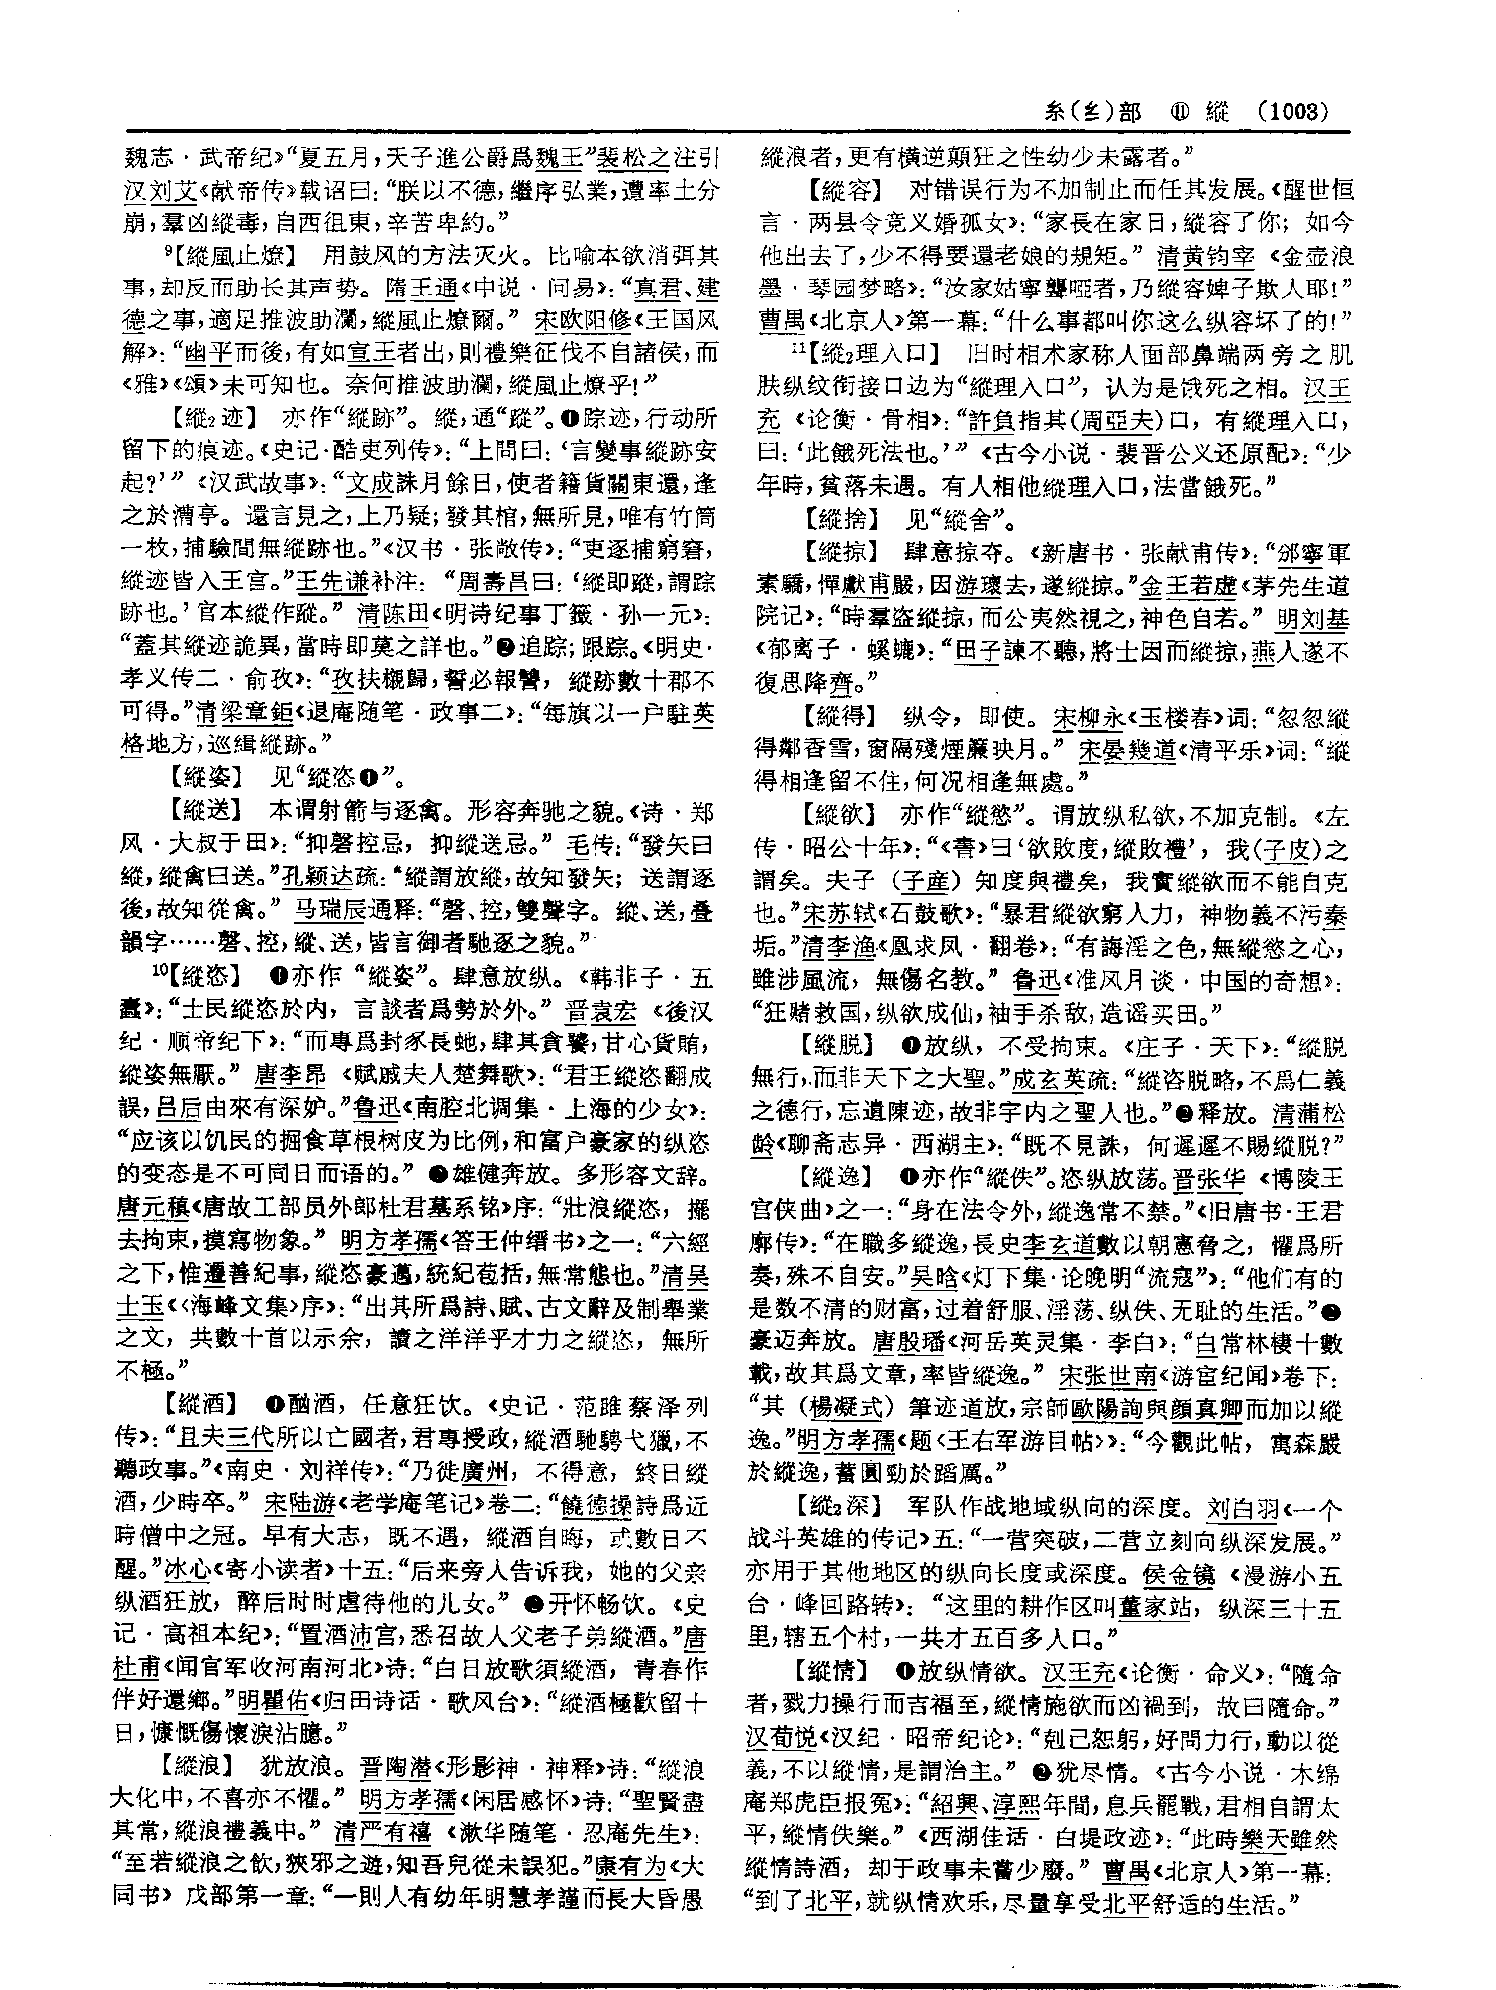 糸(糹)部　⑪ 縱　(1003)
魏志·武帝纪》“夏五月，天子進公爵爲魏王”裴松之注引
汉刘艾《献帝传》载诏曰：“朕以不德，繼序弘業，遭率土分
崩，羣凶縱毒，自西徂東，辛苦卑約。”
⁹【縱風止燎】　用鼓风的方法灭火。比喻本欲消弭其
事，却反而助长其声势。隋王通《中说·问易》：“真君、建
德之事，適足推波助瀾，縱風止燎爾。”宋欧阳修《王国风
解》：“幽平而後，有如宣王者出，則禮樂征伐不自諸侯，而
《雅》《頌》未可知也。奈何推波助瀾，縱風止燎乎！”
【縱₂迹】　亦作“縱跡”。縱，通“蹤”。❶踪迹，行动所
留下的痕迹。《史记·酷吏列传》：“上問曰：‘言變事縱跡安
起？’”《汉武故事》：“文成誅月餘日，使者籍貨關東還，逢
之於漕亭。還言見之，上乃疑；發其棺，無所見，唯有竹筒
一枚，捕驗間無縱跡也。”《汉书·张敞传》：“吏逐捕窮窘，
縱迹皆入王宫。”王先谦补注：“周壽昌曰：‘縱即蹤，謂踪
跡也。’官本縱作蹤。”清陈田《明诗纪事丁籤·孙一元》：
“蓋其縱迹詭異，當時即莫之詳也。”❷追踪；跟踪。《明史·
孝义传二·俞孜》：“孜扶櫬歸，誓必報讐，縱跡數十郡不
可得。”清梁章鉅《退庵随笔·政事二》：“每旗以一户駐英
格地方，巡缉縱跡。”
【縱姿】　见“縱恣❶”。
【縱送】　本谓射箭与逐禽。形容奔驰之貌。《诗·郑
风·大叔于田》：“抑磬控忌，抑縱送忌。”毛传：“發矢曰
縱，縱禽曰送。”孔颖达疏：“縱謂放縱，故知發矢；送謂逐
後，故知從禽。”马瑞辰通释：“磬、控，雙聲字。縱、送，叠
韻字……磬、控，縱、送，皆言御者馳逐之貌。”
¹⁰【縱恣】　❶亦作“縱姿”。肆意放纵。《韩非子·五
蠹》：“士民縱恣於内，言談者爲勢於外。”晋袁宏《後汉
纪·顺帝纪下》：“而專爲封豕長虵，肆其貪饕，甘心貨賄，
縱姿無厭。”唐李昂《赋戚夫人楚舞歌》：“君王縱恣翻成
誤，吕后由來有深妒。”鲁迅《南腔北调集·上海的少女》：
“应该以饥民的掘食草根树皮为比例，和富户豪家的纵恣
的变态是不可同日而语的。”❷雄健奔放。多形容文辞。
唐元稹《唐故工部员外郎杜君墓系铭》序：“壯浪縱恣，擺
去拘束，摸寫物象。”明方孝孺《答王仲缙书》之一：“六經
之下，惟遷善紀事，縱恣豪邁，統紀苞括，無常態也。”清吴
士玉《〈海峰文集〉序》：“出其所爲詩、賦、古文辭及制舉業
之文，共數十首以示余，讀之洋洋乎才力之縱恣，無所
不極。”
【縱酒】　❶酗酒，任意狂饮。《史记·范雎蔡泽列
传》：“且夫三代所以亡國者，君專授政，縱酒馳騁弋獵，不
聽政事。”《南史·刘祥传》：“乃徙廣州，不得意，終日縱
酒，少時卒。”宋陆游《老学庵笔记》卷二：“饒德操詩爲近
時僧中之冠。早有大志，既不遇，縱酒自晦，或數日不
醒。”冰心《寄小读者》十五：“后来旁人告诉我，她的父亲
纵酒狂放，醉后时时虐待他的儿女。”❷开怀畅饮。《史
记·高祖本纪》：“置酒沛宫，悉召故人父老子弟縱酒。”唐
杜甫《闻官军收河南河北》诗：“白日放歌須縱酒，青春作
伴好還鄉。”明瞿佑《归田诗话·歌风台》：“縱酒極歡留十
日，慷慨傷懷淚沾臆。”
【縱浪】　犹放浪。晋陶潜《形影神·神释》诗：“縱浪
大化中，不喜亦不懼。”明方孝孺《闲居感怀》诗：“聖賢盡
其常，縱浪禮義中。”清严有禧《漱华随笔·忍庵先生》：
“至若縱浪之飲，狹邪之遊，知吾兒從未誤犯。”康有为《大
同书》戊部第一章：“一則人有幼年明慧孝謹而長大昏愚
縱浪者，更有横逆顛狂之性幼少未露者。”
【縱容】　对错误行为不加制止而任其发展。《醒世恒
言·两县令竞义婚孤女》：“家長在家日，縱容了你；如今
他出去了，少不得要還老娘的規矩。”清黄钧宰《金壶浪
墨·琴园梦略》：“汝家姑寧聾啞者，乃縱容婢子欺人耶！”
曹禺《北京人》第一幕：“什么事都叫你这么纵容坏了的！”
¹¹【縱₂理入口】　旧时相术家称人面部鼻端两旁之肌
肤纵纹衔接口边为“縱理入口”，认为是饿死之相。汉王
充《论衡·骨相》：“許負指其(周亞夫)口，有縱理入口，
曰：‘此餓死法也。’”《古今小说·裴晋公义还原配》：“少
年時，貧落未遇。有人相他縱理入口，法當餓死。”
【縱捨】　见“縱舍”。
【縱掠】　肆意掠夺。《新唐书·张献甫传》：“邠寧軍
素驕，憚獻甫嚴，因游瓌去，遂縱掠。”金王若虚《茅先生道
院记》：“時羣盗縱掠，而公夷然視之，神色自若。”明刘基
《郁离子·螇螰》：“田子諫不聽，將士因而縱掠，燕人遂不
復思降齊。”
【縱得】　纵令，即使。宋柳永《玉楼春》词：“忽忽縱
得鄰香雪，窗隔殘煙簾映月。”宋晏幾道《清平乐》词：“縱
得相逢留不住，何況相逢無處。”
【縱欲】　亦作“縱慾”。谓放纵私欲，不加克制。《左
传·昭公十年》：“《書》曰‘欲敗度，縱敗禮’，我(子皮)之
謂矣。夫子（子産）知度與禮矣，我實縱欲而不能自克
也。”宋苏轼《石鼓歌》：“暴君縱欲窮人力，神物義不污秦
垢。”清李渔《凰求凤·翻卷》：“有誨淫之色，無縱慾之心，
雖涉風流，無傷名教。”鲁迅《准风月谈·中国的奇想》：
“狂赌救国，纵欲成仙，袖手杀敌，造谣买田。”
【縱脱】　❶放纵，不受拘束。《庄子·天下》：“縱脱
無行，而非天下之大聖。”成玄英疏：“縱恣脱略，不爲仁義
之德行，忘遺陳迹，故非宇内之聖人也。”❷释放。清蒲松
龄《聊斋志异·西湖主》：“既不見誅，何遲遲不賜縱脱？”
【縱逸】　❶亦作“縱佚”。恣纵放荡。晋张华《博陵王
宫侠曲》之一：“身在法令外，縱逸常不禁。”《旧唐书·王君
廓传》：“在職多縱逸，長史李玄道數以朝憲脅之，懼爲所
奏，殊不自安。”吴晗《灯下集·论晚明“流寇”》：“他们有的
是数不清的财富，过着舒服、淫荡、纵佚、无耻的生活。”❷
豪迈奔放。唐殷璠《河岳英灵集·李白》：“白常林棲十數
載，故其爲文章，率皆縱逸。”宋张世南《游宦纪闻》卷下：
“其（楊凝式）筆迹遒放，宗師歐陽詢與顔真卿而加以縱
逸。”明方孝孺《题〈王右军游目帖〉》：“今觀此帖，寓森嚴
於縱逸，蓄圓勁於蹈厲。”
【縱₂深】　军队作战地域纵向的深度。刘白羽《一个
战斗英雄的传记》五：“一营突破，二营立刻向纵深发展。”
亦用于其他地区的纵向长度或深度。侯金镜《漫游小五
台·峰回路转》：“这里的耕作区叫董家站，纵深三十五
里，辖五个村，一共才五百多人口。”
【縱情】　❶放纵情欲。汉王充《论衡·命义》：“隨命
者，戮力操行而吉福至，縱情施欲而凶禍到，故曰隨命。”
汉荀悦《汉纪·昭帝纪论》：“剋己恕躬，好問力行，動以從
義，不以縱情，是謂治主。”❷犹尽情。《古今小说·木绵
庵郑虎臣报冤》：“紹興、淳熙年間，息兵罷戰，君相自謂太
平，縱情佚樂。”《西湖佳话·白堤政迹》：“此時樂天雖然
縱情詩酒，却于政事未嘗少廢。”曹禺《北京人》第一幕：
“到了北平，就纵情欢乐，尽量享受北平舒适的生活。”